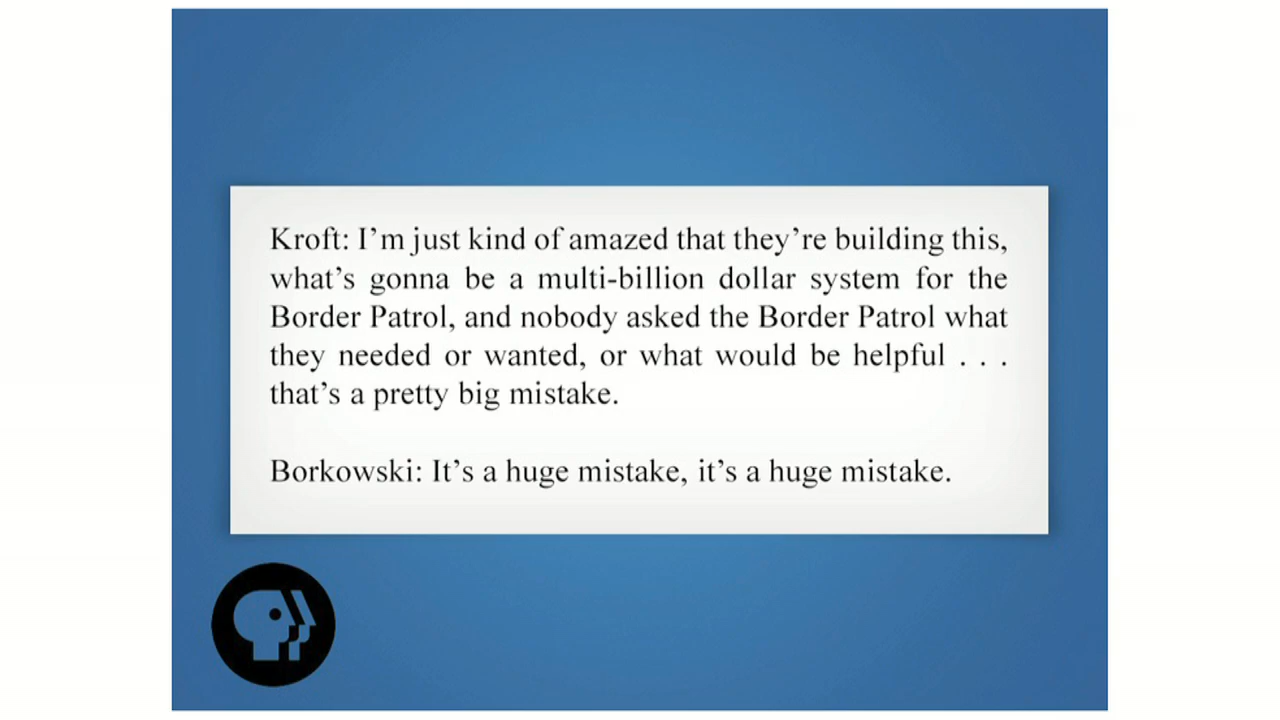 Kroft: I’m just kind of amazed that they’re building this,
what’s gonna be a multi-billion dollar system for the
Border Patrol, and nobody asked the Border Patrol what
they needed or wanted, or what would be helpful . . .
that’s a pretty big mistake.
Borkowski: It’s a huge mistake, it’s a huge mistake.